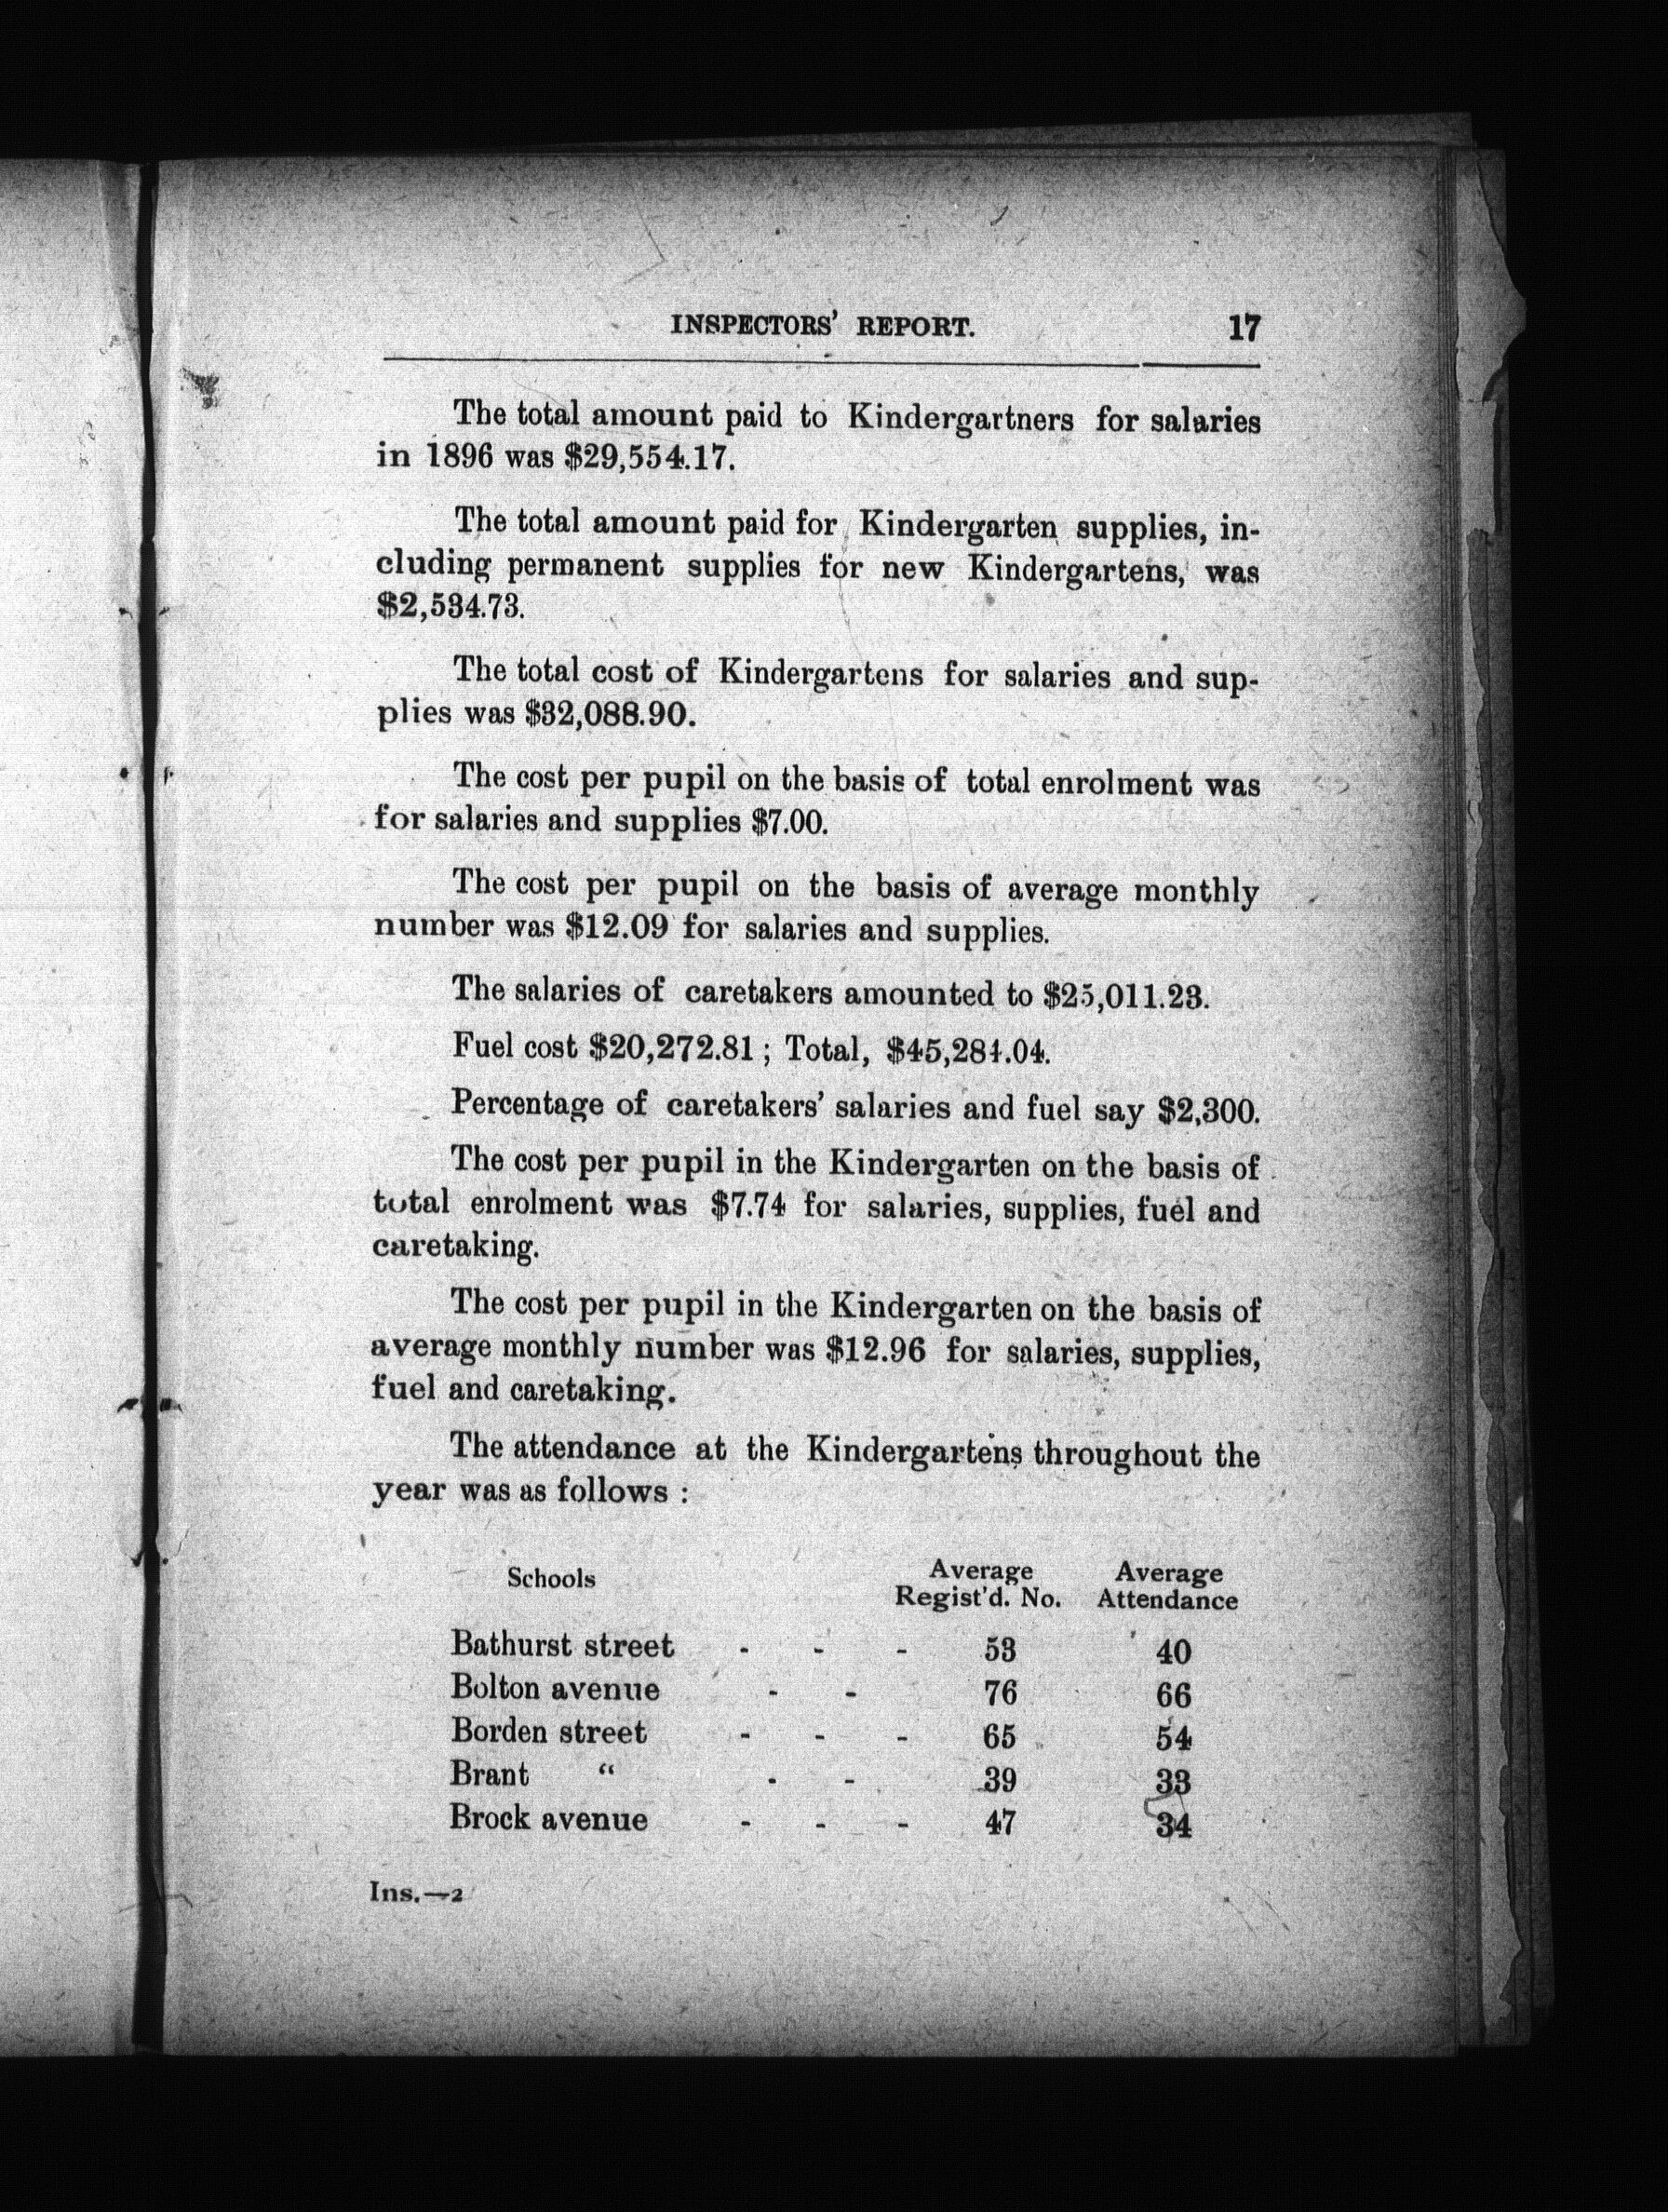 INSPECTORS' REPORT. 17
The total amount paid to Kindergartners for salaries
in 1896 was $29,554.17.
The total amount paid for Kindergarten supplies, in-
cluding permanent supplies for new Kindergartens, was
$2,534.73.
The total cost of Kindergartens for salaries and sup-
plies was $32,088.90.
The cost per pupil on the basis of total enrolment was
for salaries and supplies $7.00.
The cost per pupil on the basis of average monthly
number was $12.09 for salaries and supplies.
The salaries of caretakers amounted to $25,011.23.
Fuel cost $20,272.81 ; Total, $45,284.04.
Percentage of caretakers' salaries and fuel say $2,300.
The cost per pupil in the Kindergarten on the basis of
total enrolment was $7.74 for salaries, supplies, fuel and
caretaking.
The cost per pupil in the Kindergarten on the basis of
average monthly number was $12.96 for salaries, supplies,
fuel and caretaking.
The attendance at the Kindergartens throughout the
year was as follows :
Schools Average Average
Regist'd. No. Attendance
Bathurst street - - - 53 40
Bolton avenue - - 76 66
Borden street - - - 65 54
Brant " - - 39 33
Brock avenue - - - 47 34
Ins.—2